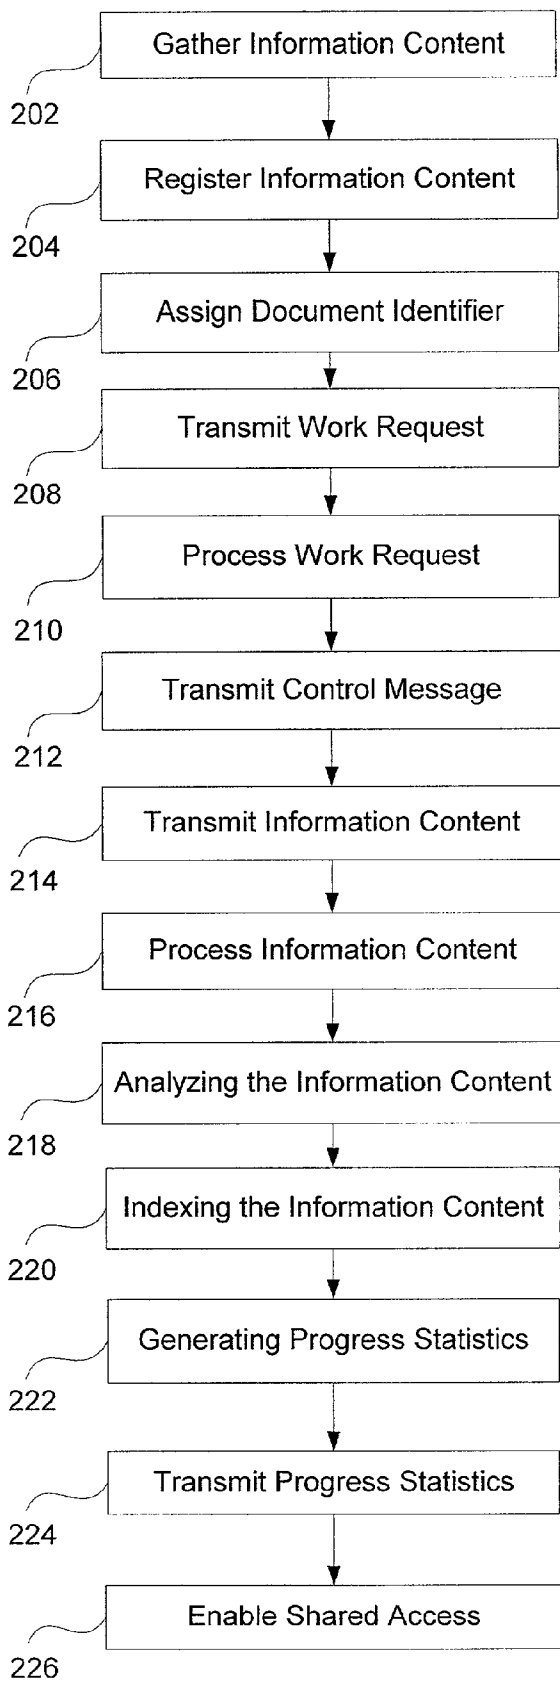 Gather Information Content
202
Register Information Content
204
Assign Document Identifier
206
Transmit Work Request
208
Process Work Request
210
Transmit Control Message
212
Transmit Information Content
214
Process Information Content
216
Analyzing the Information Content
218
Indexing the Information Content
220
Generating Progress Statistics
222
Transmit Progress Statistics
224
Enable Shared Access
226